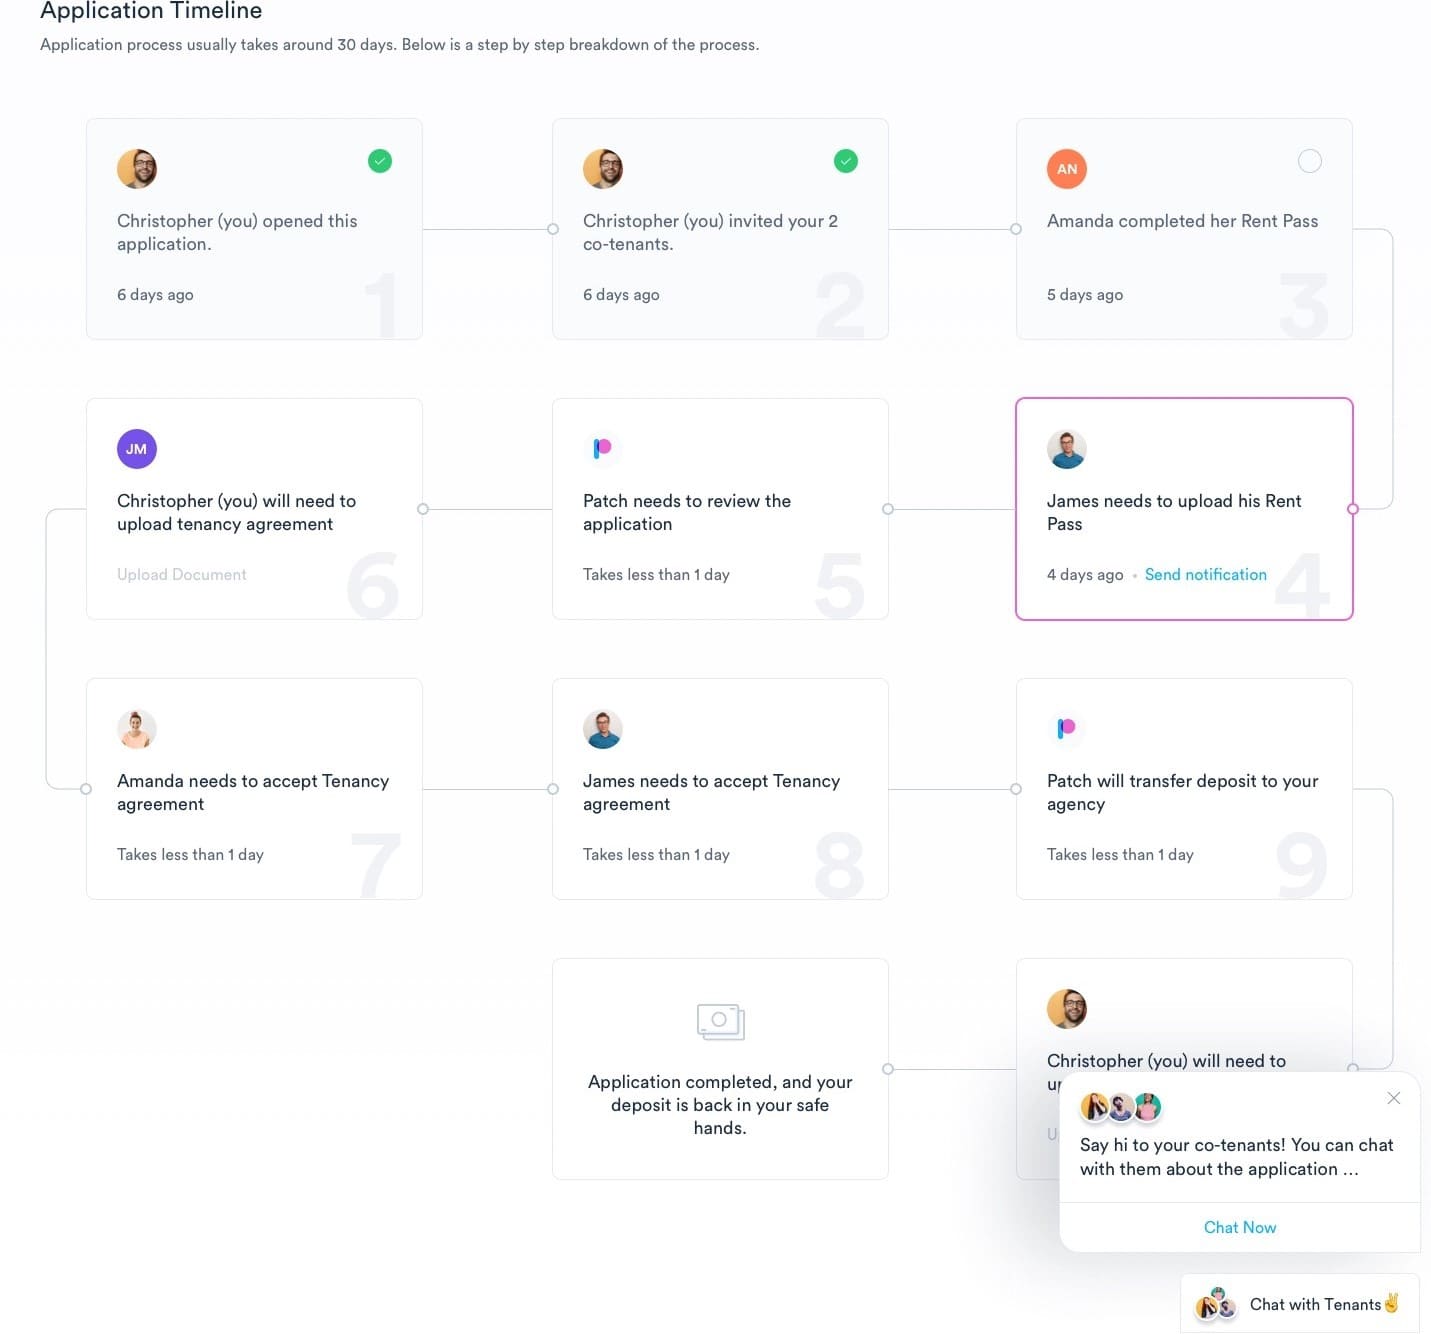 Application Timeline
Application process usually takes around 30 days. Below is a step by step breakdown of the process.
Christopher (you) opened this
application.
6 days ago
1
Christopher (you) invited your 2
co-tenants.
6 days ago
2
AN
Amanda completed her Rent Pass
5 days ago
3
James needs to upload his Rent
Pass
4 days ago • Send notification
4
Patch needs to review the
application
Takes less than 1 day
5
JM
Christopher (you) will need to
upload tenancy agreement
Upload Document
6
Amanda needs to accept Tenancy
agreement
Takes less than 1 day
7
James needs to accept Tenancy
agreement
Takes less than 1 day
8
Patch will transfer deposit to your
agency
Takes less than 1 day
9
Christopher (you) will need to
Application completed, and your
deposit is back in your safe
hands.
Say hi to your co-tenants! You can chat
with them about the application ...
Chat Now
Chat with Tenants✌️